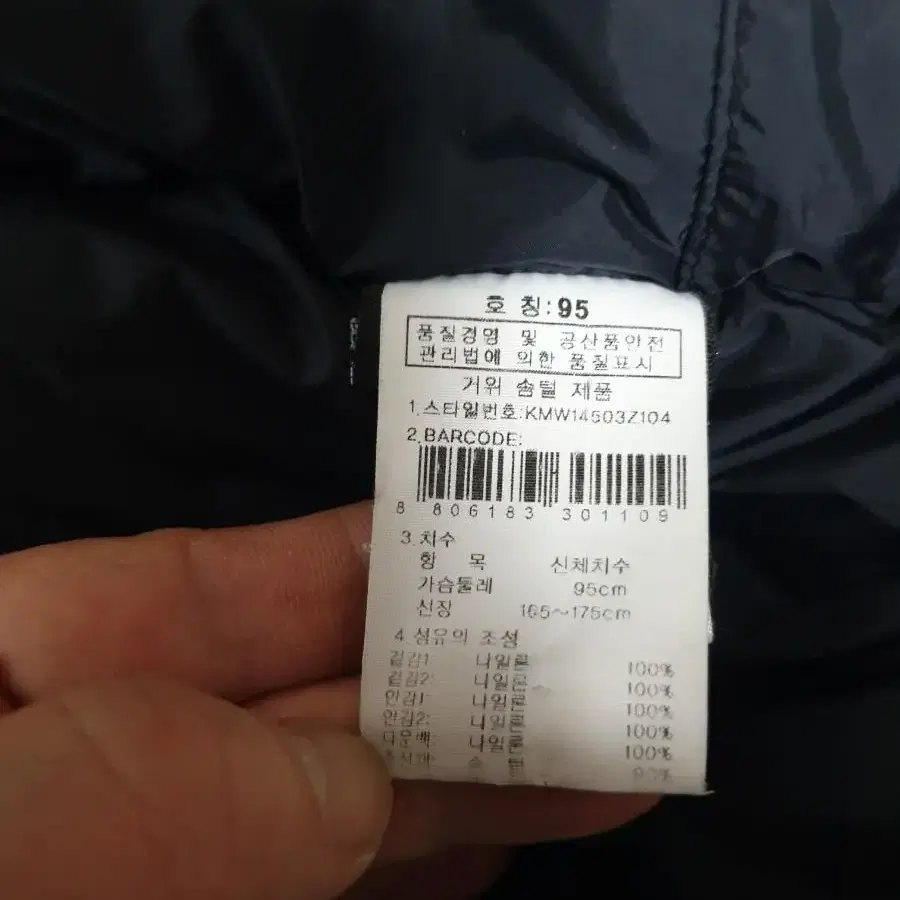 호 칭: 95
품질경영 및 공산품안전
관리법에 의한 품질표시
거위 솜털 제품
1.스타일번호:KMW14503Z104
2.BARCODE:
8 806183 301109
3.치수
항 목 신체치수
가슴둘레 95cm
신장 165~175cm
4.섬유의 조성
겉감1: 나일론 100%
겉감2: 나일론 100%
안감1: 나일론 100%
안감2: 나일론 100%
다운백: 나일론 100%
솜털 90%